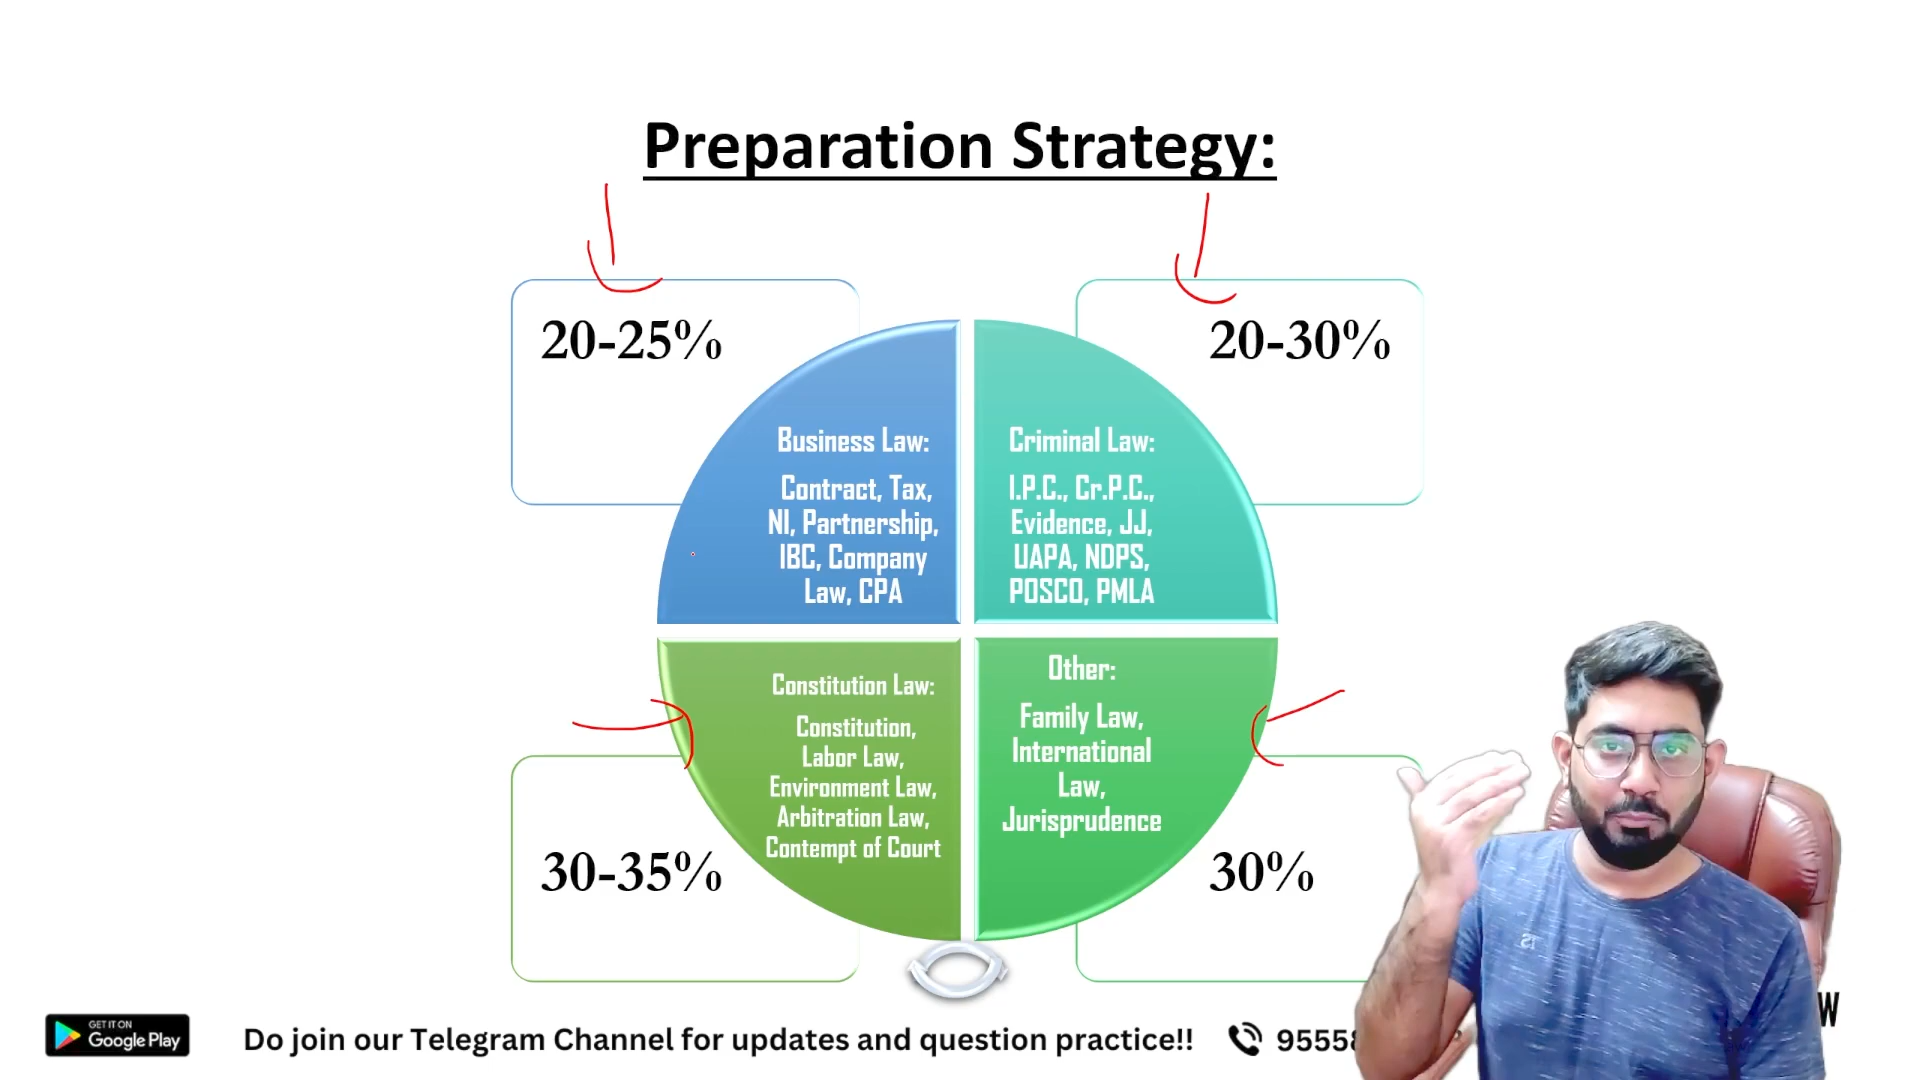 Preparation Strategy:
20-25%
20-30%
Business Law:
Contract, Tax,
NI, Partnership,
IBC, Company
Law, CPA
Criminal Law:
I.P.C., Cr.P.C.,
Evidence, JJ,
UAPA, NDPS,
POSCO, PMLA
Constitution Law:
Constitution,
Labor Law,
Environment Law,
Arbitration Law,
Contempt of Court
Other:
Family Law,
International
Law,
Jurisprudence
30-35%
30%
GET IT ON
Google Play
Do join our Telegram Channel for updates and question practice!!